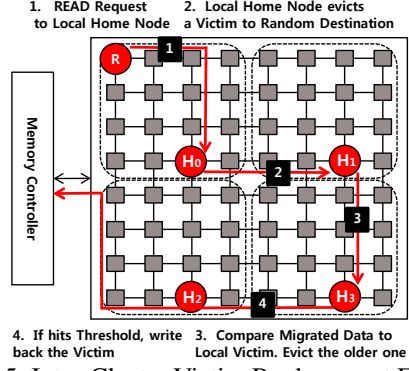 1. READ Request
to Local Home Node
2. Local Home Node evicts
a Victim to Random Destination
R
1
Memory Controller
H0
2
H1
3
H2
4
H3
4. If hits Threshold, write
back the Victim
3. Compare Migrated Data to
Local Victim. Evict the older one